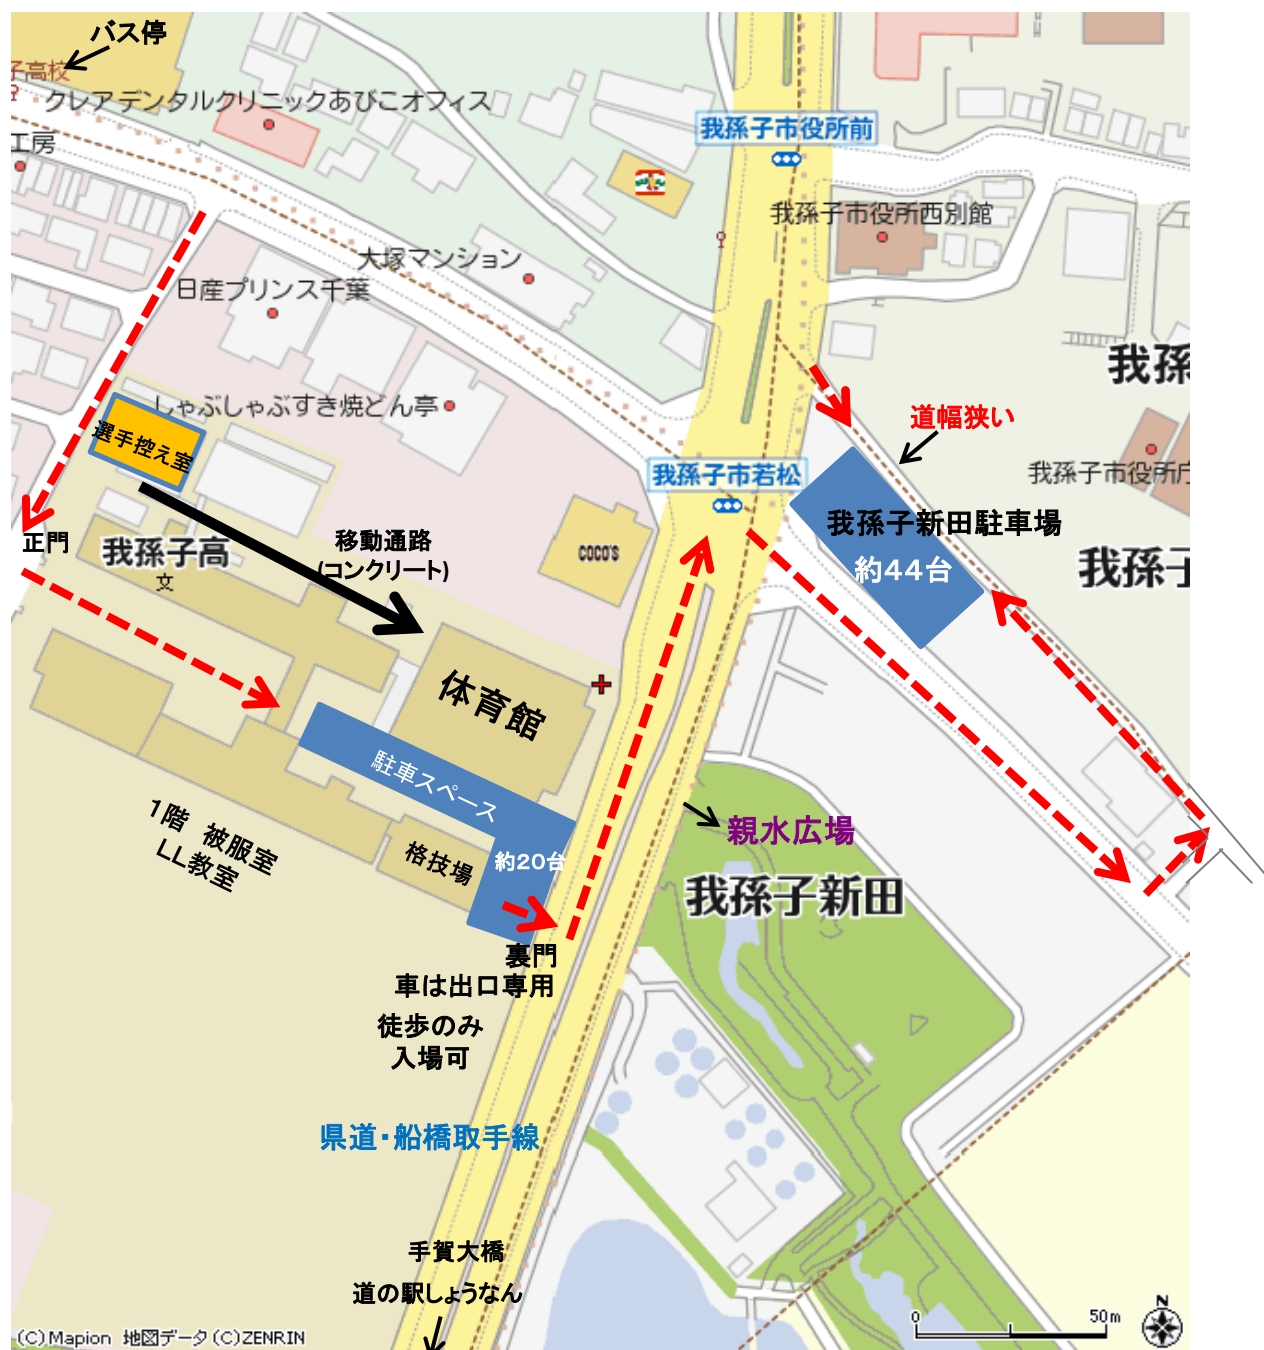 バス停
子高校
クレアデンタルクリニックあびこオフィス
工房
我孫子市役所前
我孫子市役所西別館
大塚マンション
日産プリンス千葉
我孫
しゃぶしゃぶすき焼どん亭
道幅狭い
選手控え室
我孫子市若松
我孫子市役所庁
正門
我孫子高
文
移動通路
(コンクリート)
COCO'S
我孫子新田駐車場
約44台
我孫子
体育館
駐車スペース
1階 被服室
LL教室
格技場
約20台
親水広場
我孫子新田
裏門
車は出口専用
徒歩のみ
入場可
県道・船橋取手線
手賀大橋
道の駅しょうなん
(C)Mapion 地図データ(C)ZENRIN
0
50m
N